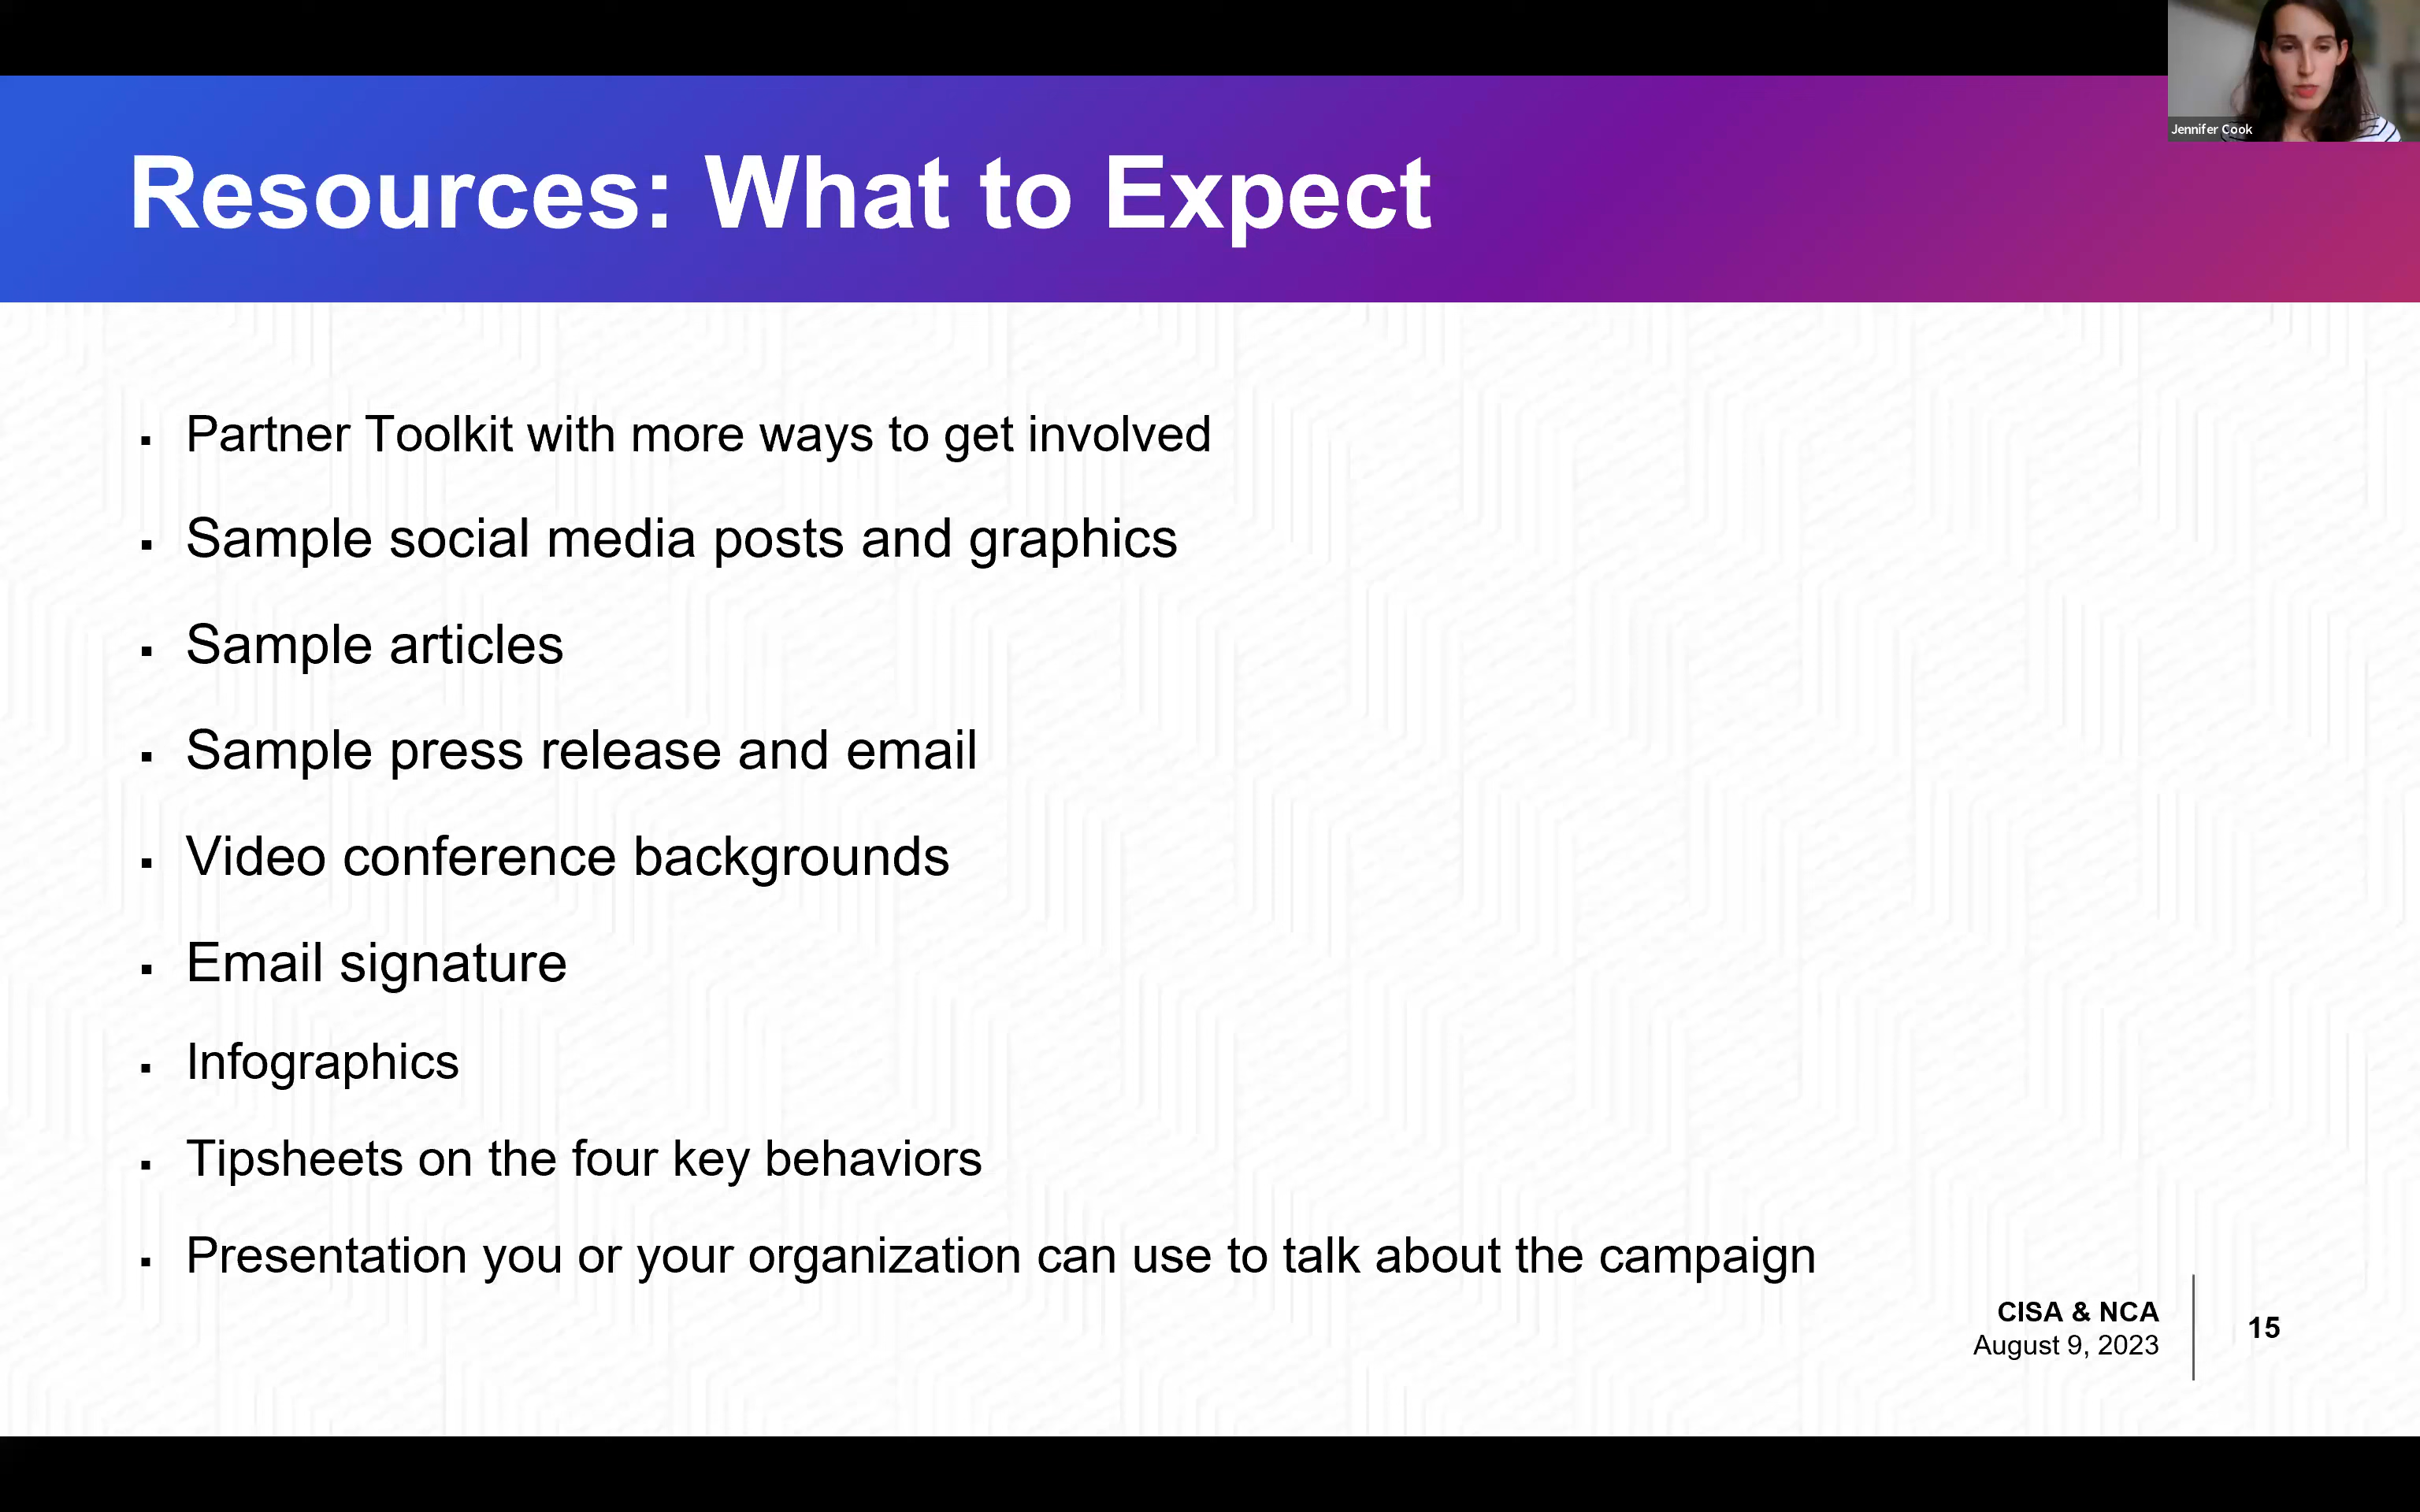 Jennifer Cook
Resources: What to Expect
▪ Partner Toolkit with more ways to get involved
▪ Sample social media posts and graphics
▪ Sample articles
▪ Sample press release and email
▪ Video conference backgrounds
▪ Email signature
▪ Infographics
▪ Tipsheets on the four key behaviors
▪ Presentation you or your organization can use to talk about the campaign
CISA & NCA
August 9, 2023
15